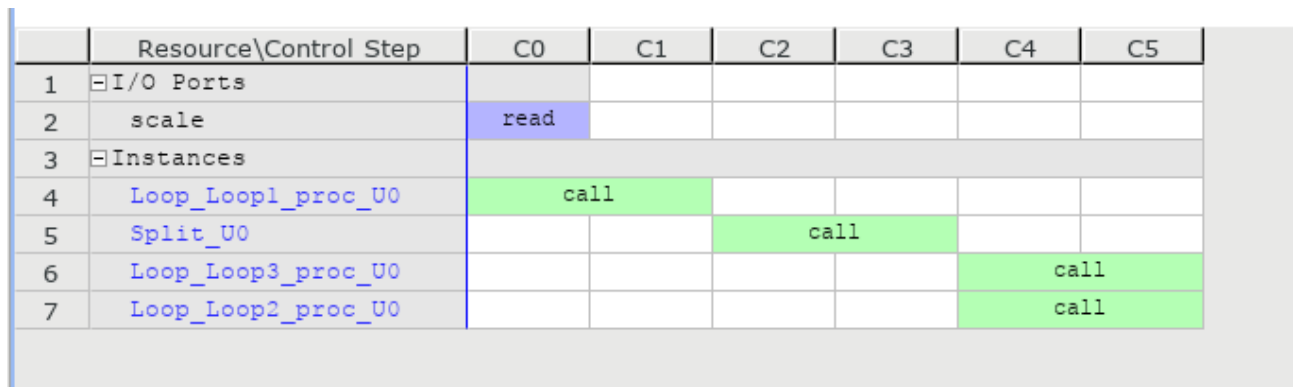 Resource\Control Step C0 C1 C2 C3 C4 C5
1 I/O Ports
2 scale read
3 Instances
4 Loop_Loop1_proc_U0 call
5 Split_U0 call
6 Loop_Loop3_proc_U0 call
7 Loop_Loop2_proc_U0 call